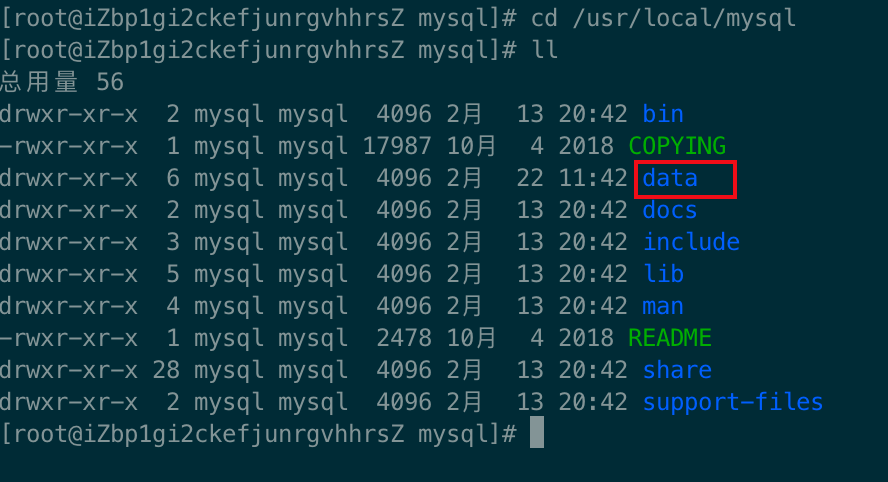 [root@iZbp1gi2ckefjunrgvhhrsZ mysql]# cd /usr/local/mysql
[root@iZbp1gi2ckefjunrgvhhrsZ mysql]# ll
总用量 56
drwxr-xr-x  2 mysql mysql  4096 2月  13 20:42 bin
-rwxr-xr-x  1 mysql mysql 17987 10月  4 2018 COPYING
drwxr-xr-x  6 mysql mysql  4096 2月  22 11:42 data
drwxr-xr-x  2 mysql mysql  4096 2月  13 20:42 docs
drwxr-xr-x  3 mysql mysql  4096 2月  13 20:42 include
drwxr-xr-x  5 mysql mysql  4096 2月  13 20:42 lib
drwxr-xr-x  4 mysql mysql  4096 2月  13 20:42 man
-rwxr-xr-x  1 mysql mysql  2478 10月  4 2018 README
drwxr-xr-x 28 mysql mysql  4096 2月  13 20:42 share
drwxr-xr-x  2 mysql mysql  4096 2月  13 20:42 support-files
[root@iZbp1gi2ckefjunrgvhhrsZ mysql]#